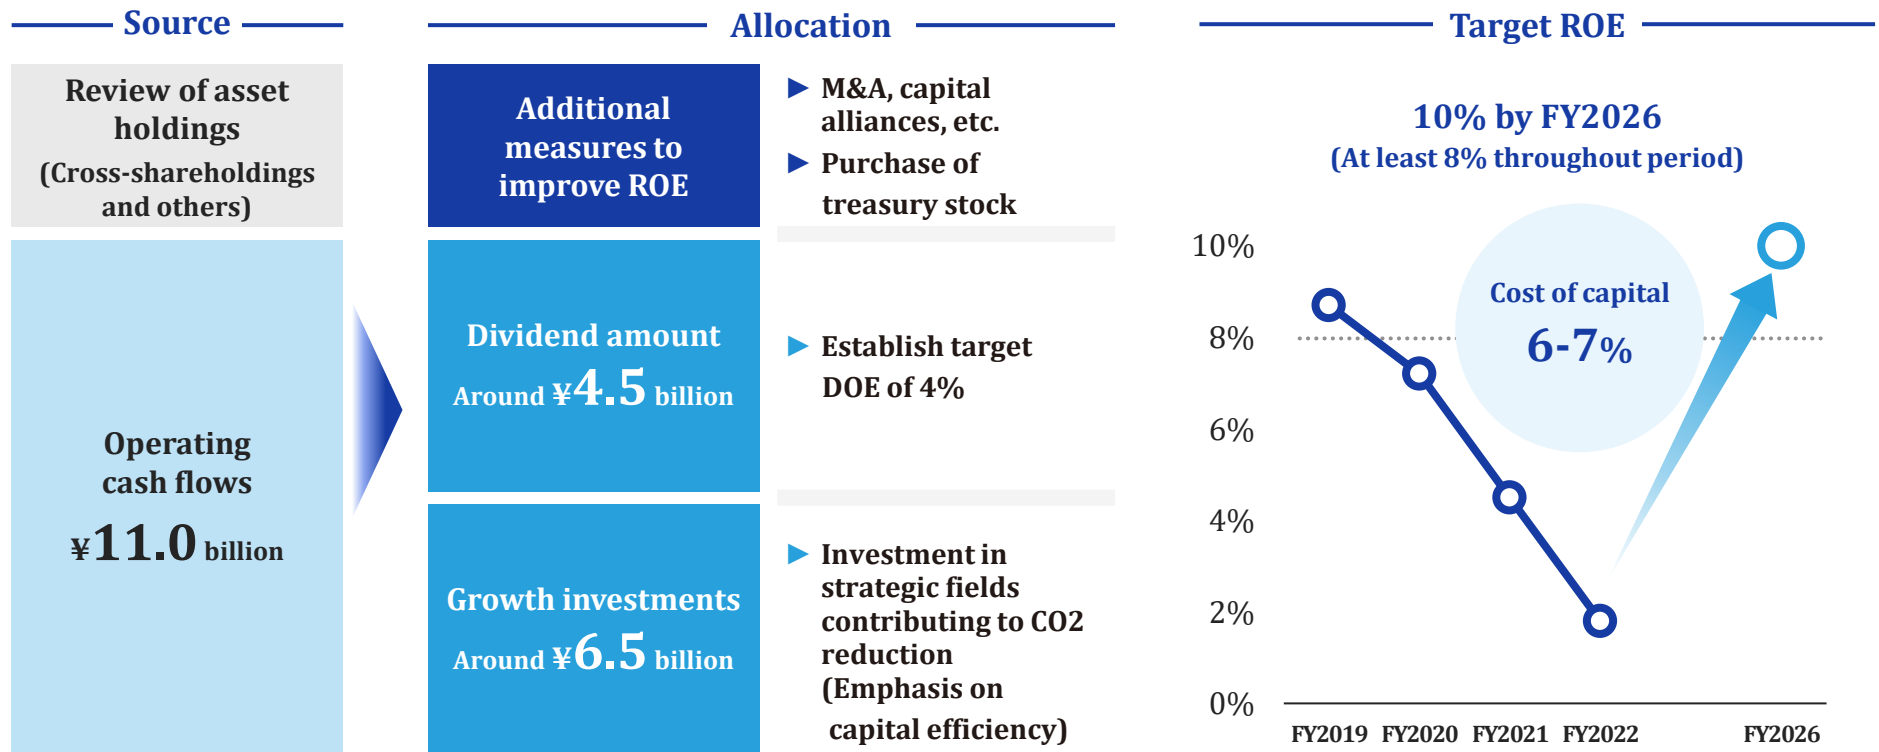 Source
Review of asset
holdings
(Cross-shareholdings
and others)
Operating
cash flows
¥11.0 billion
Allocation
Additional
measures to
improve ROE
▶ M&A, capital
alliances, etc.
▶ Purchase of
treasury stock
Dividend amount
Around ¥4.5 billion
▶ Establish target
DOE of 4%
Growth investments
Around ¥6.5 billion
▶ Investment in
strategic fields
contributing to CO2
reduction
(Emphasis on
capital efficiency)
Target ROE
10% by FY2026
(At least 8% throughout period)
10%
8%
6%
4%
2%
0%
Cost of capital
6-7%
FY2019 FY2020 FY2021 FY2022 FY2026